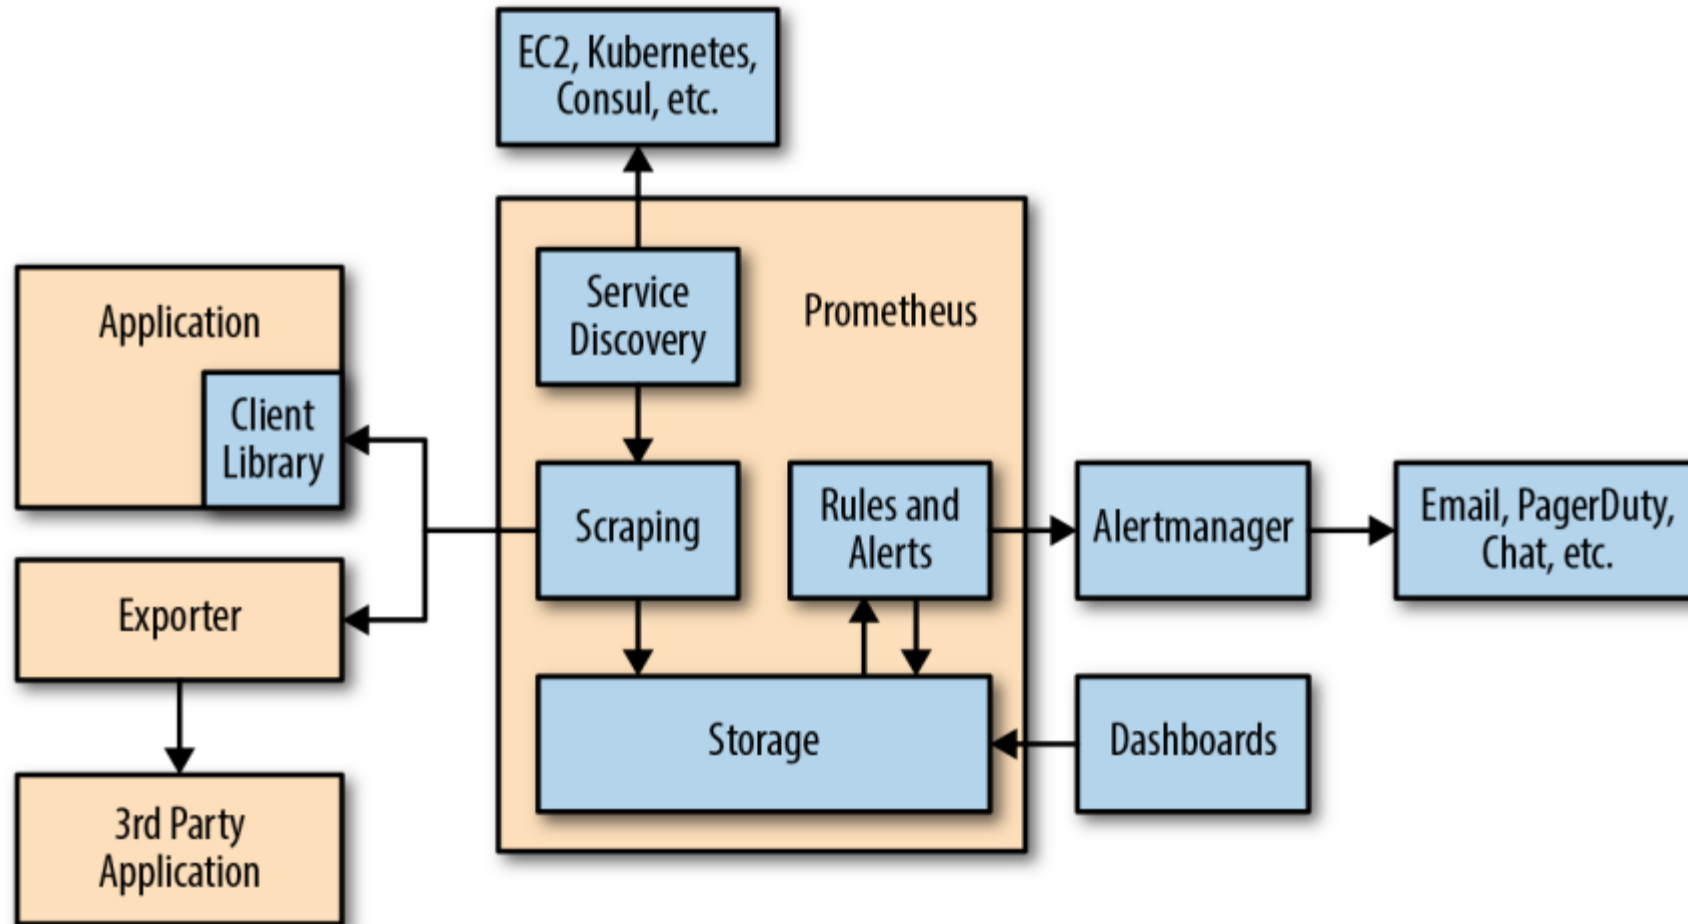 EC2, Kubernetes,
Consul, etc.
Service
Discovery
Prometheus
Application
Client
Library
Scraping
Rules and
Alerts
Alertmanager
Email, PagerDuty,
Chat, etc.
Exporter
Storage
Dashboards
3rd Party
Application